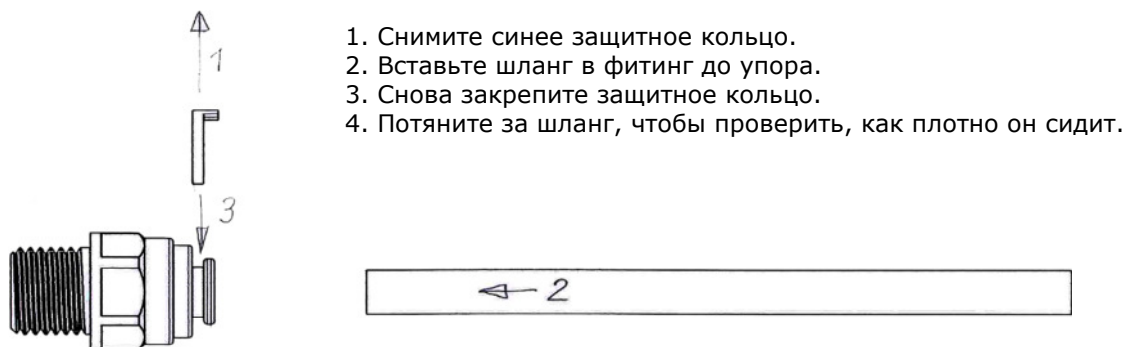 1. Снимите синее защитное кольцо.
2. Вставьте шланг в фитинг до упора.
3. Снова закрепите защитное кольцо.
4. Потяните за шланг, чтобы проверить, как плотно он сидит.
1
3
2